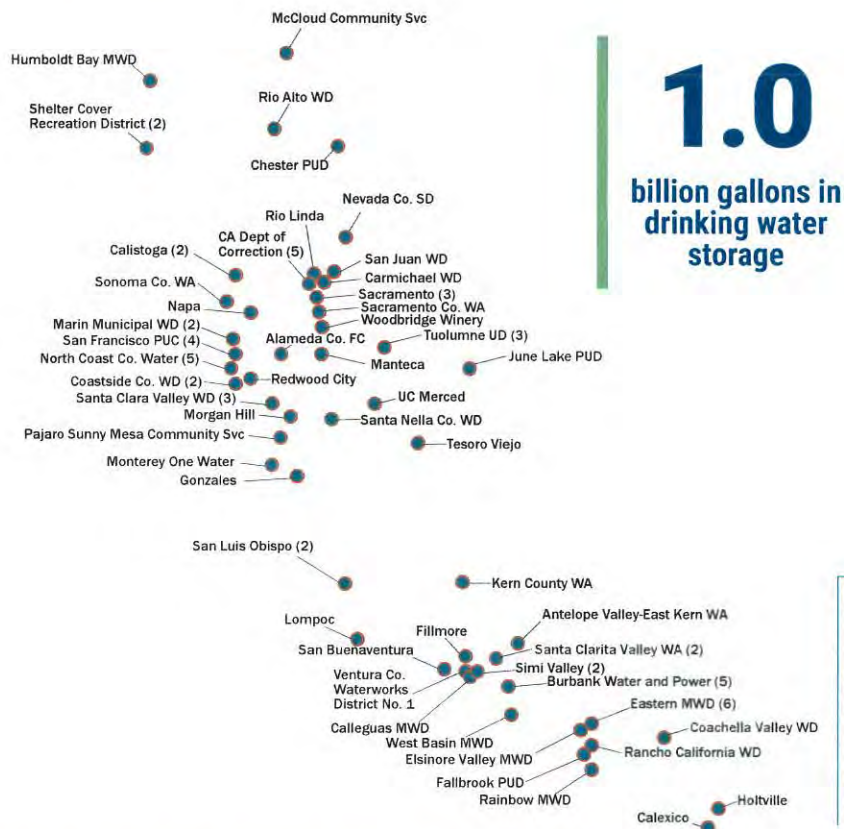 McCloud Community Svc
Humboldt Bay MWD
1.0
billion gallons in
drinking water
storage
Rio Alto WD
Shelter Cover
Recreation District (2)
Chester PUD
Nevada Co. SD
Rio Linda
CA Dept of
Correction (5)
Calistoga (2)
San Juan WD
Carmichael WD
Sonoma Co. WA
Sacramento (3)
Napa
Sacramento Co. WA
Woodbridge Winery
Marin Municipal WD (2)
Tuolumne UD (3)
San Francisco PUC (4)
Alameda Co. FC
North Coast Co. Water (5)
Manteca
June Lake PUD
Coastside Co. WD (2)
Redwood City
Santa Clara Valley WD (3)
UC Merced
Morgan Hill
Santa Nella Co. WD
Pajaro Sunny Mesa Community Svc
Tesoro Viejo
Monterey One Water
Gonzales
San Luis Obispo (2)
Kern County WA
Antelope Valley-East Kern WA
Lompoc
Fillmore
San Buenaventura
Santa Clarita Valley WA (2)
Simi Valley (2)
Ventura Co.
Waterworks
District No. 1
Burbank Water and Power (5)
Eastern MWD (6)
Calleguas MWD
Coachella Valley WD
West Basin MWD
Elsinore Valley MWD
Rancho California WD
Fallbrook PUD
Rainbow MWD
Holtville
Calexico